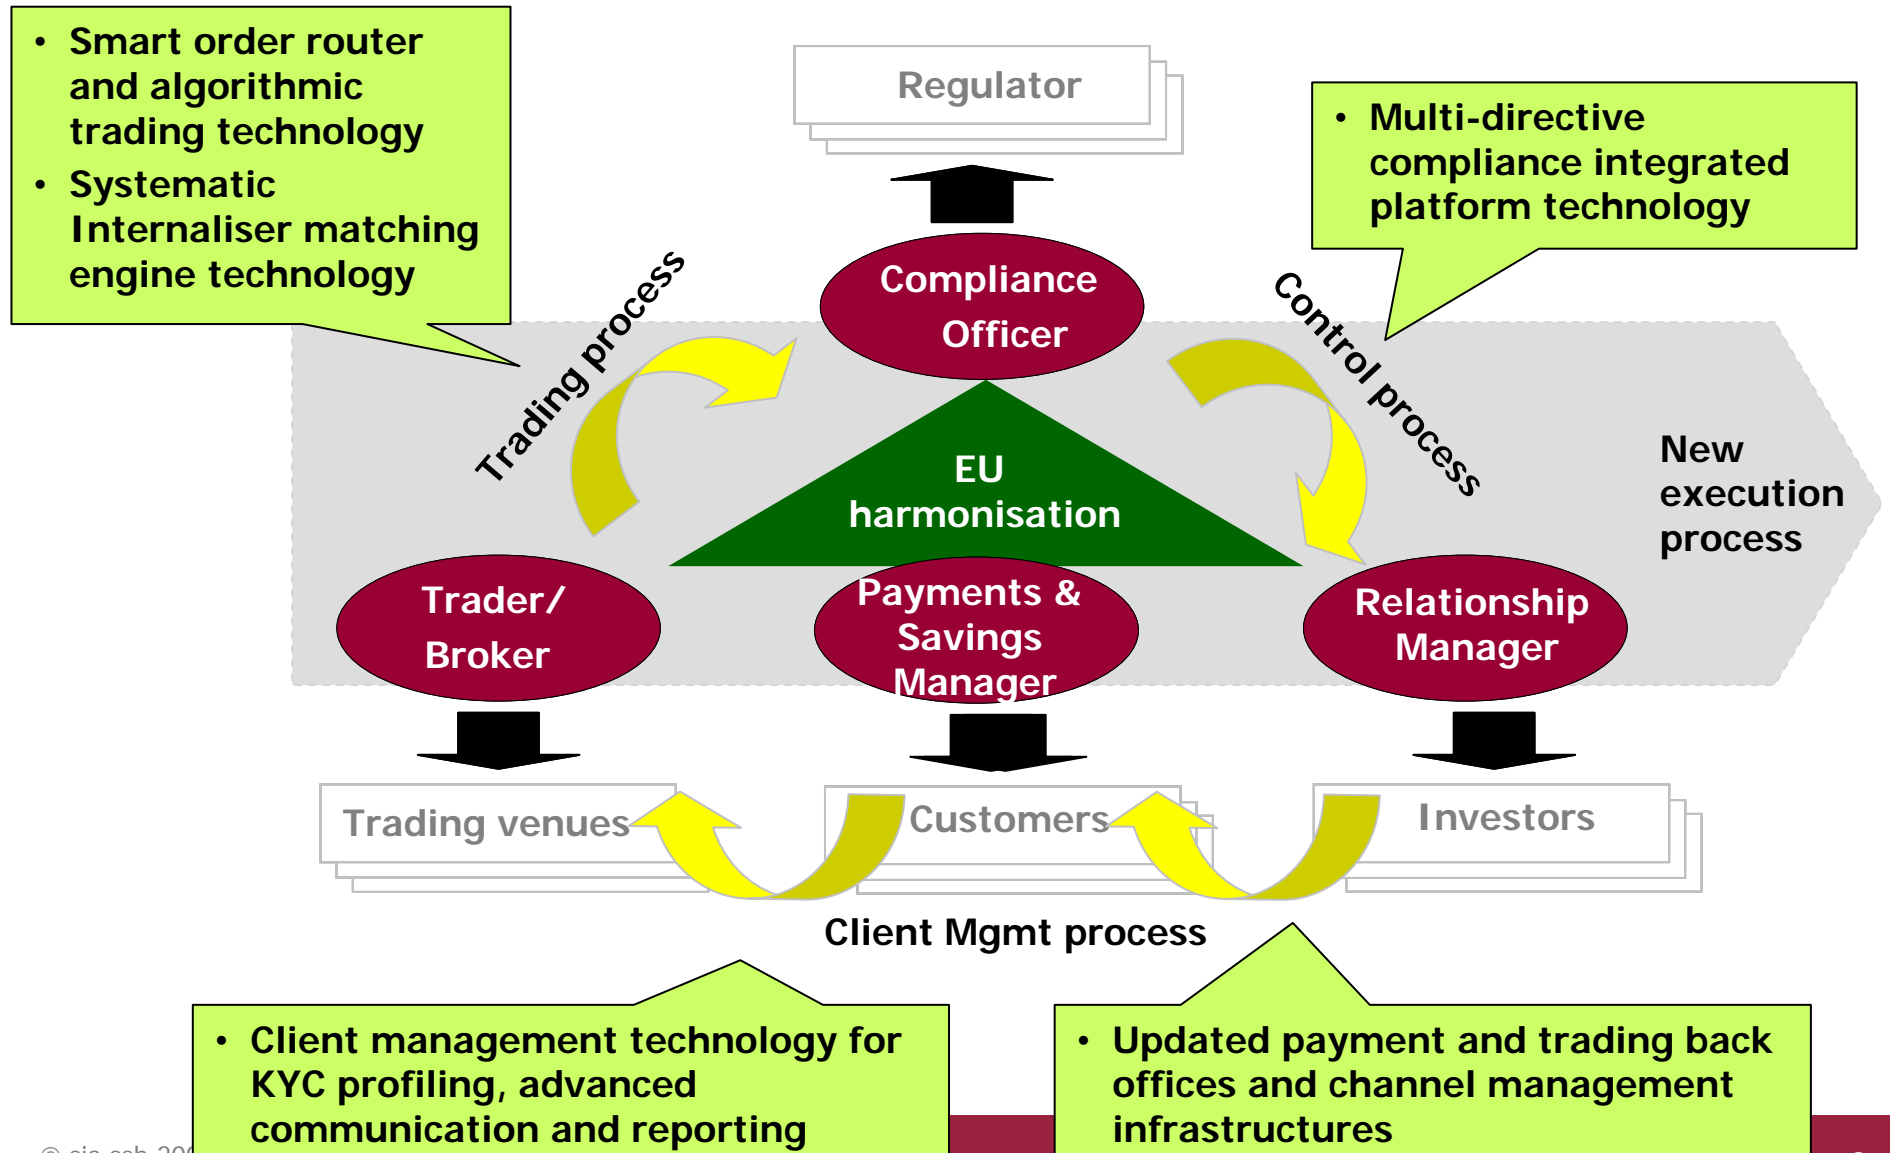 • Smart order router
and algorithmic
trading technology
• Systematic
Internaliser matching
engine technology
Regulator
• Multi-directive
compliance integrated
platform technology
Compliance
Officer
Trading process
Control process
EU
harmonisation
New
execution
process
Trader/
Broker
Payments &
Savings
Manager
Relationship
Manager
Trading venues
Customers
Investors
Client Mgmt process
• Client management technology for
KYC profiling, advanced
communication and reporting
• Updated payment and trading back
offices and channel management
infrastructures